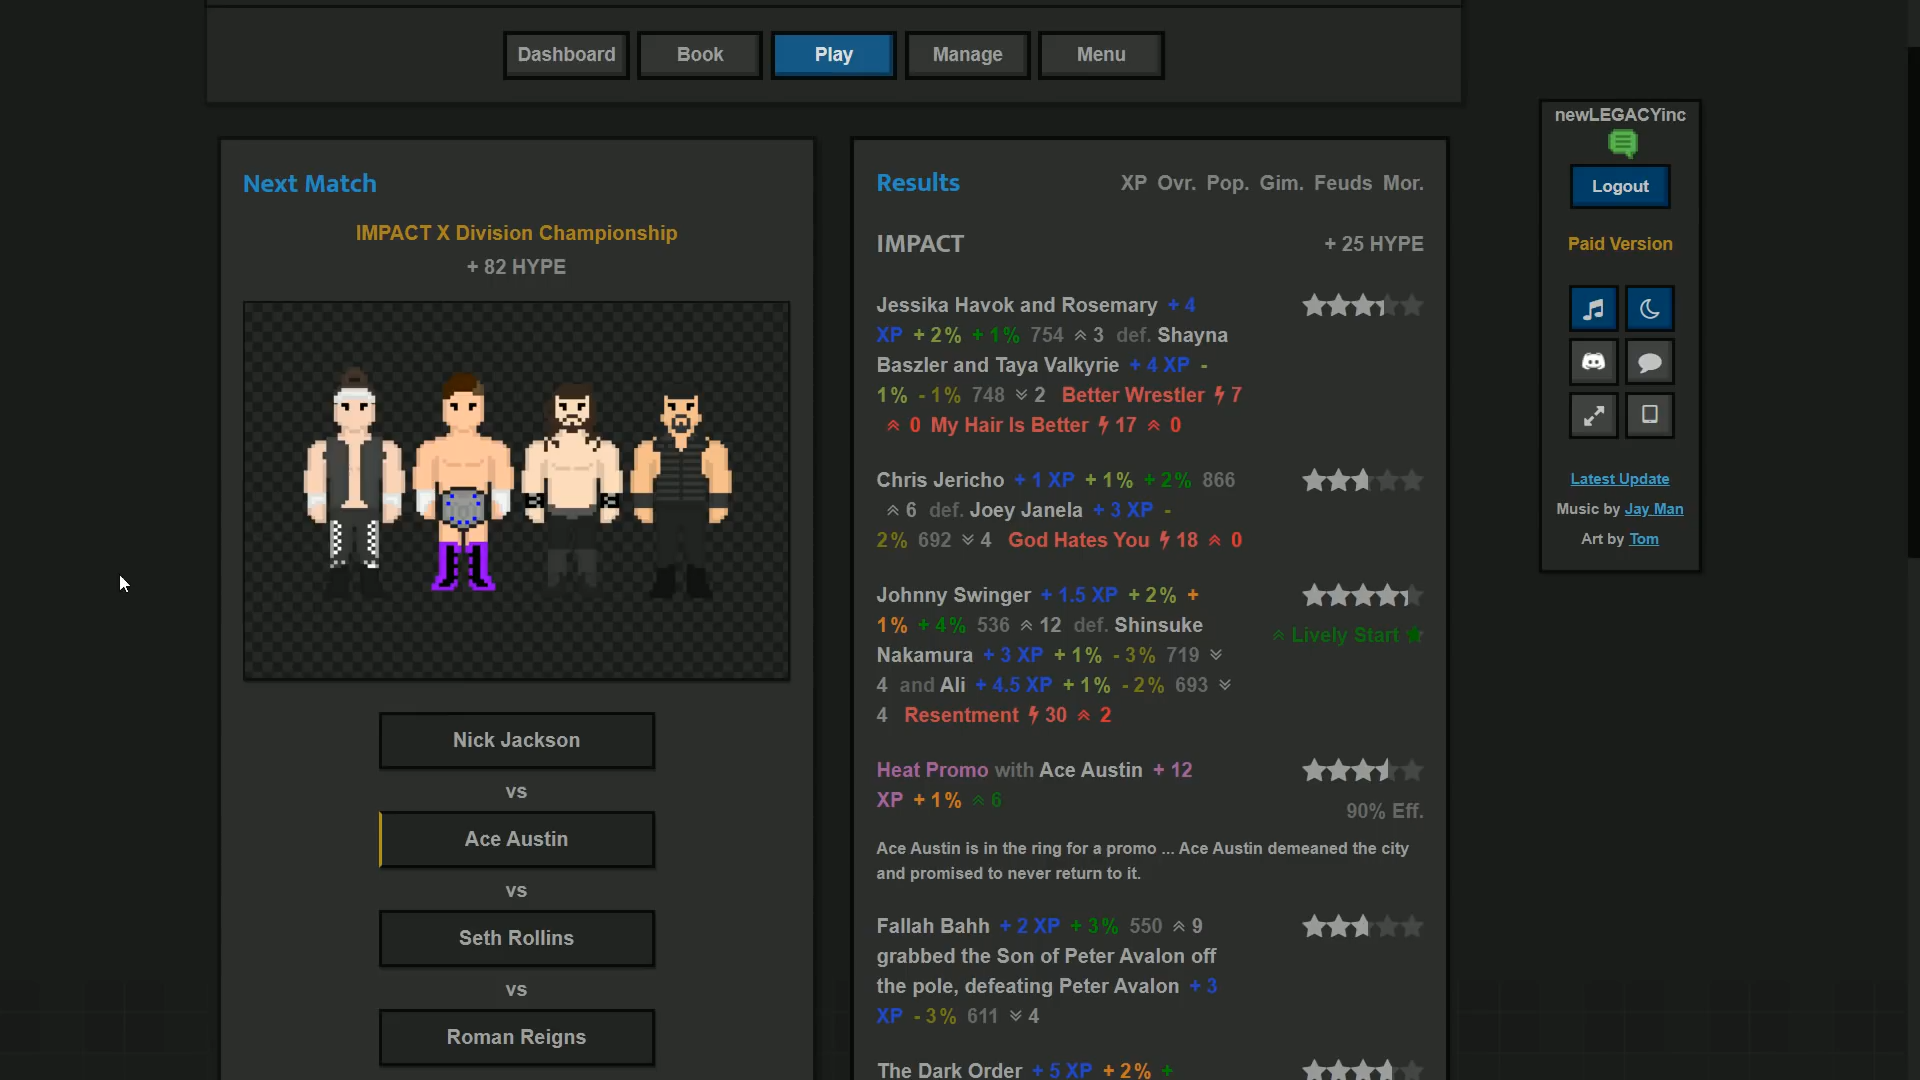 Dashboard
Book
Play
Manage
Menu
Next Match
IMPACT X Division Championship
+ 82 HYPE
Nick Jackson
vs
Ace Austin
vs
Seth Rollins
vs
Roman Reigns
Results
XP Ovr. Pop. Gim. Feuds Mor.
IMPACT
+ 25 HYPE
Jessika Havok and Rosemary + 4
XP + 2% + 1% 754 3 def. Shayna
Baszler and Taya Valkyrie + 4 XP -
1% - 1% 748 2 Better Wrestler 7
0 My Hair Is Better 17 0
Chris Jericho + 1 XP + 1% + 2% 866
6 def. Joey Janela + 3 XP -
2% 692 4 God Hates You 18 0
Johnny Swinger + 1.5 XP + 2% +
1% + 4% 536 12 def. Shinsuke
Nakamura + 3 XP + 1% - 3% 719
4 and Ali + 4.5 XP + 1% - 2% 693
4 Resentment 30 2
Lively Start
Heat Promo with Ace Austin + 12
XP + 1% 6
90% Eff.
Ace Austin is in the ring for a promo ... Ace Austin demeaned the city
and promised to never return to it.
Fallah Bahh + 2 XP + 3% 550 9
grabbed the Son of Peter Avalon off
the pole, defeating Peter Avalon + 3
XP - 3% 611 4
The Dark Order + 5 XP + 2% +
newLEGACYinc
Logout
Paid Version
Latest Update
Music by Jay Man
Art by Tom